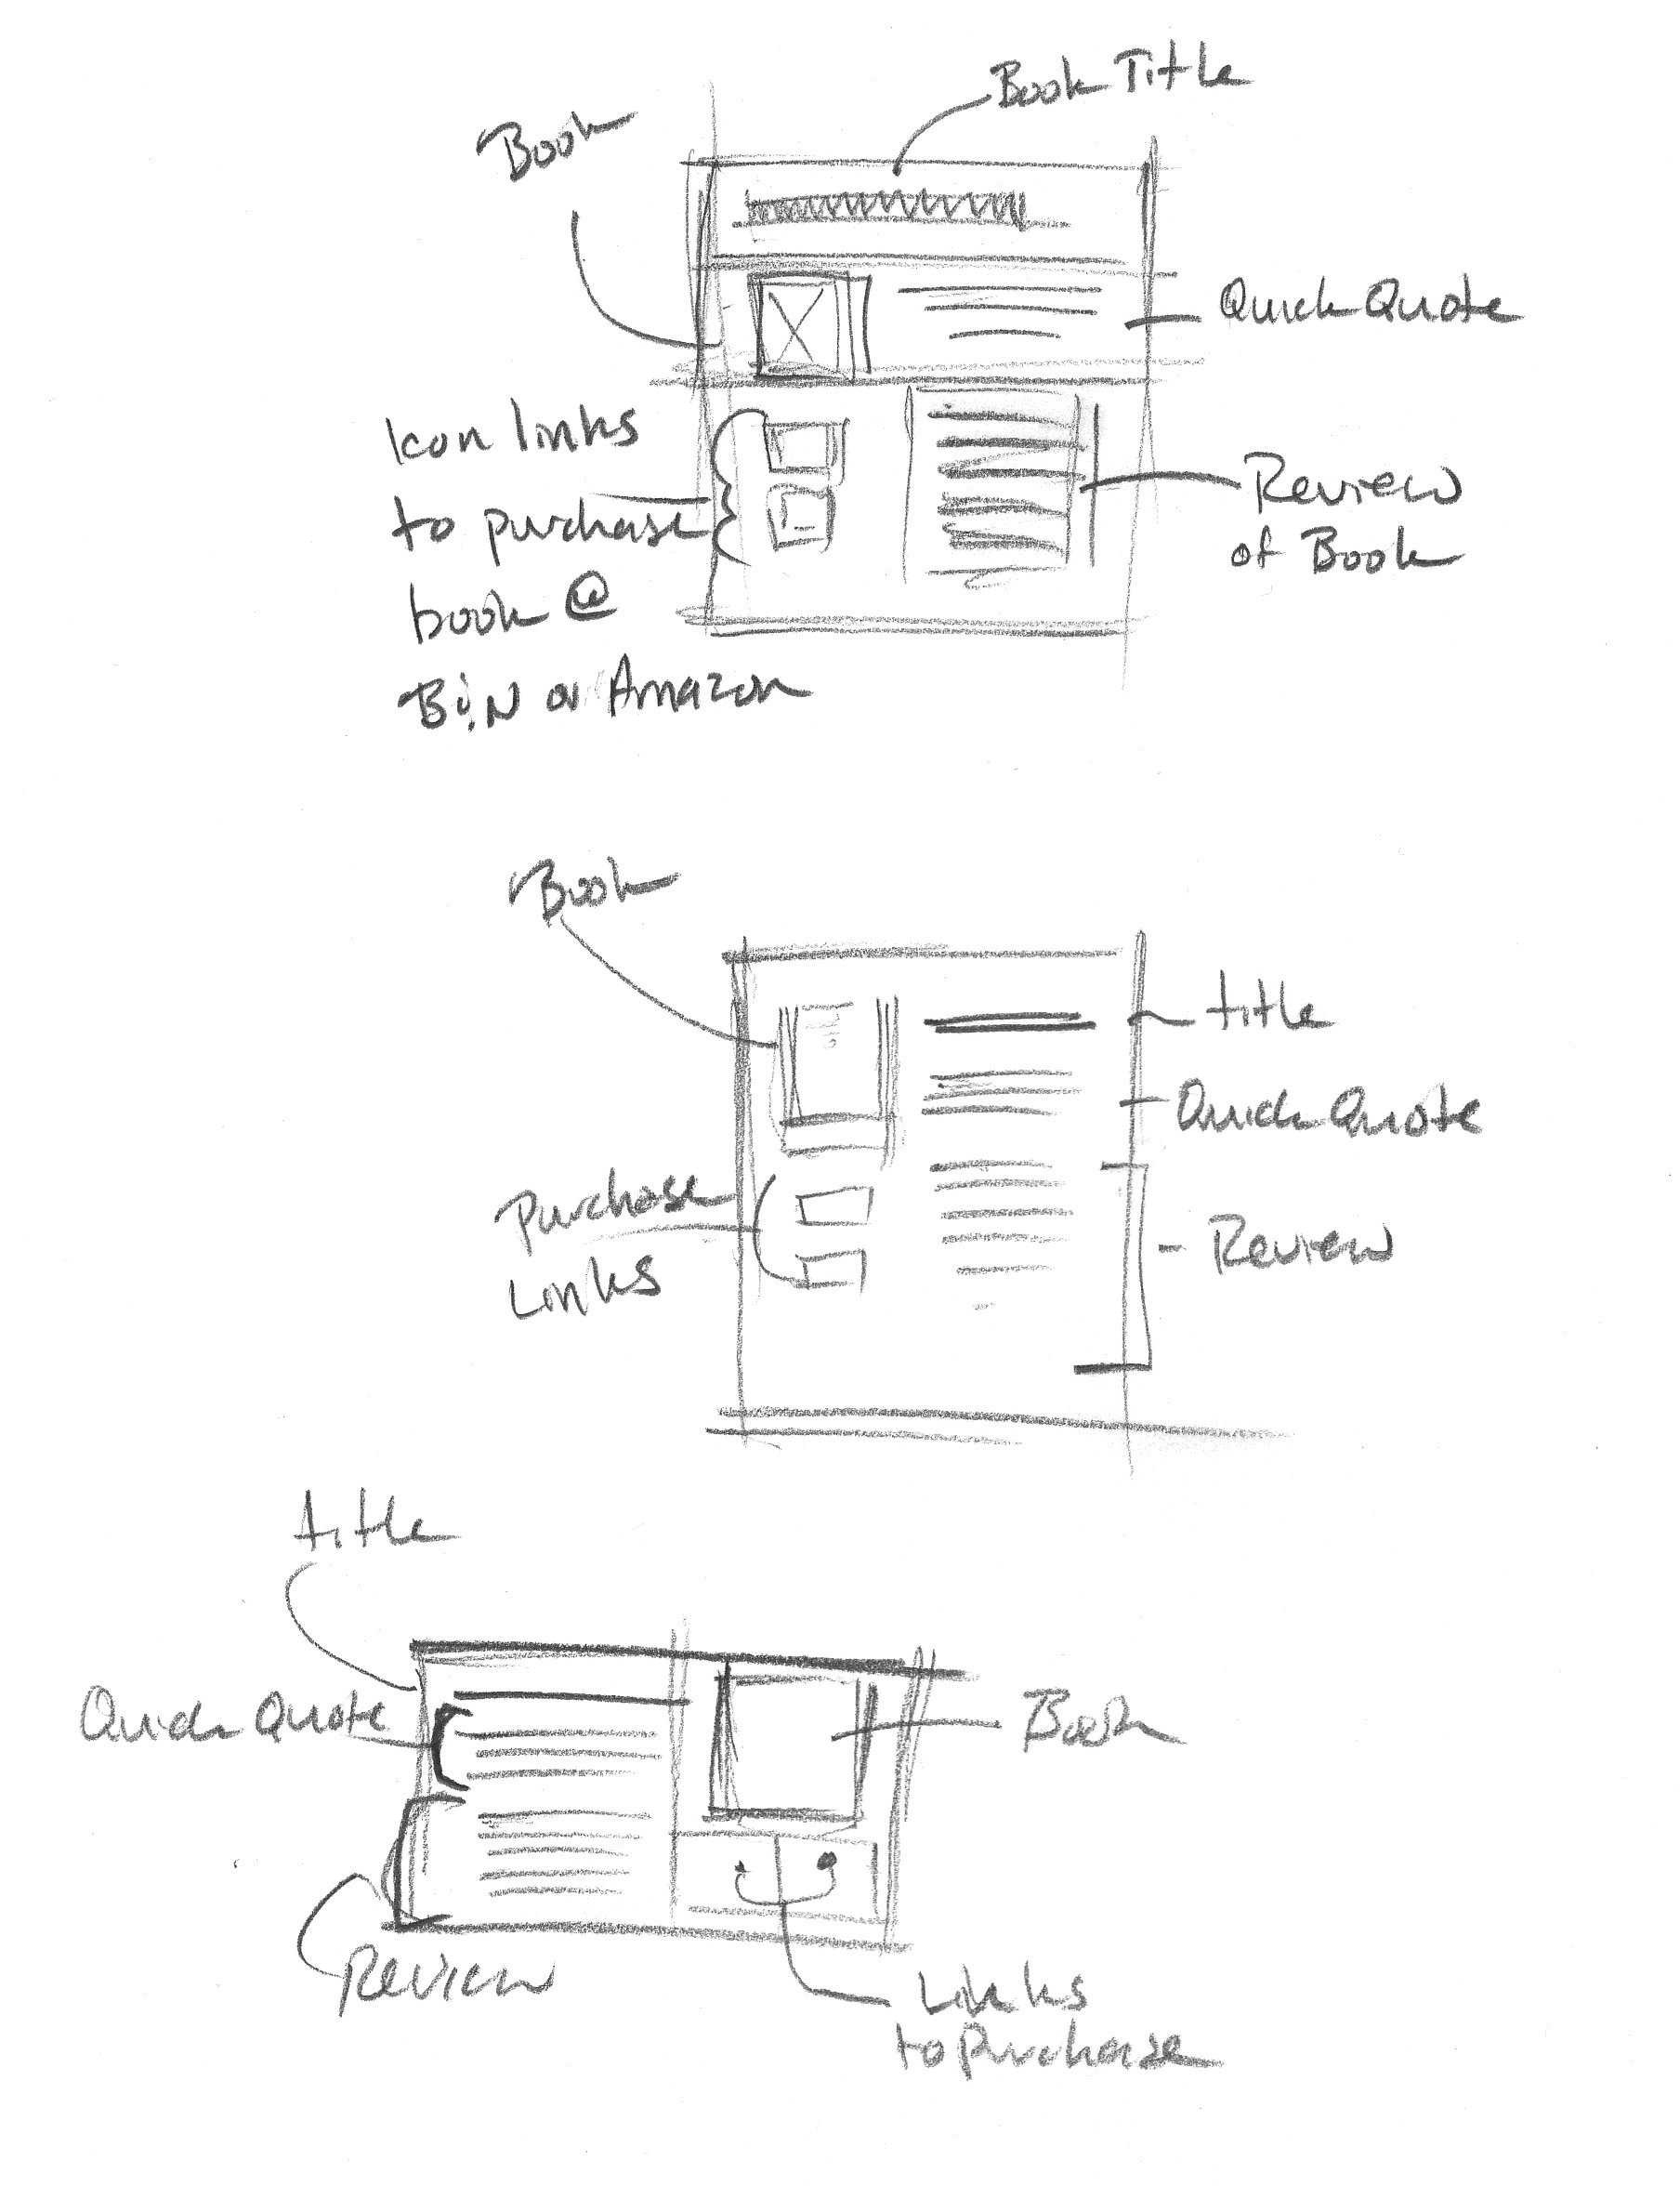 Book Title
Book
Quick Quote
Icon links
to purchase
book @
B&N or Amazon
Review
of Book
Book
title
Quick Quote
Purchase
Links
Review
title
Quick Quote
Book
Review
Links
to Purchase